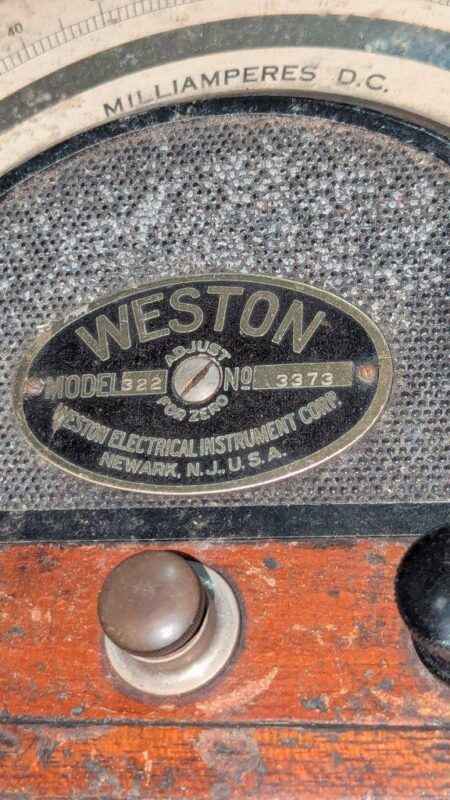 40
MILLIAMPERES D.C.
WESTON
ADJUST
MODEL 322 No 3373
FOR ZERO
WESTON ELECTRICAL INSTRUMENT CORP.
NEWARK, N.J. U.S.A.